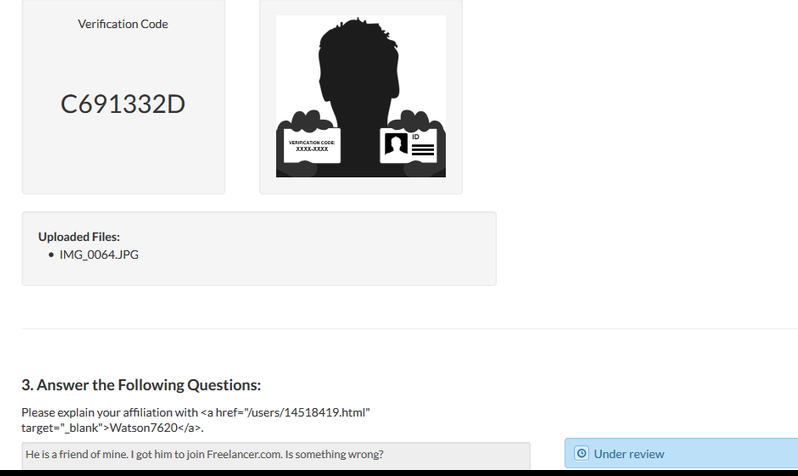 Verification Code
C691332D
VERIFICATION CODE:
XXXX-XXXX
ID
Uploaded Files:
IMG_0064.JPG
3. Answer the Following Questions:
Please explain your affiliation with <a href="/users/14518419.html"
target="_blank">Watson7620</a>.
He is a friend of mine. I got him to join Freelancer.com. Is something wrong?
Under review